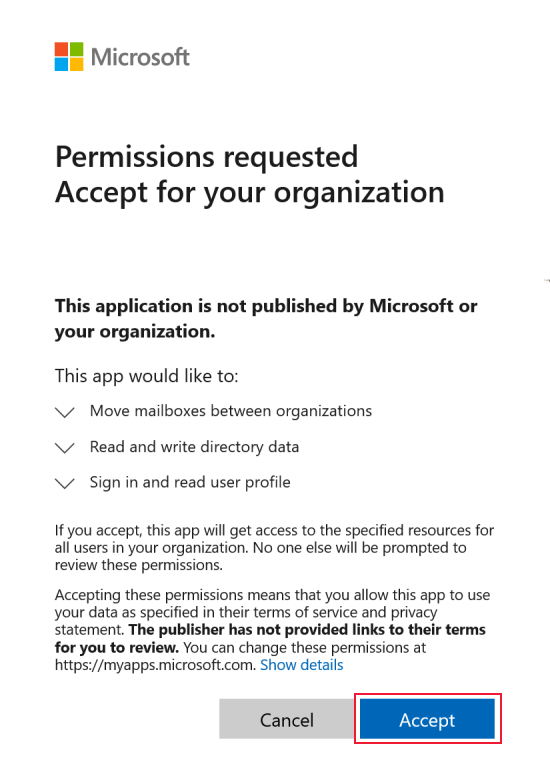 Microsoft
Permissions requested
Accept for your organization
This application is not published by Microsoft or
your organization.
This app would like to:
Move mailboxes between organizations
Read and write directory data
Sign in and read user profile
If you accept, this app will get access to the specified resources for
all users in your organization. No one else will be prompted to
review these permissions.
Accepting these permissions means that you allow this app to use
your data as specified in their terms of service and privacy
statement. The publisher has not provided links to their terms
for you to review. You can change these permissions at
https://myapps.microsoft.com. Show details
Cancel Accept